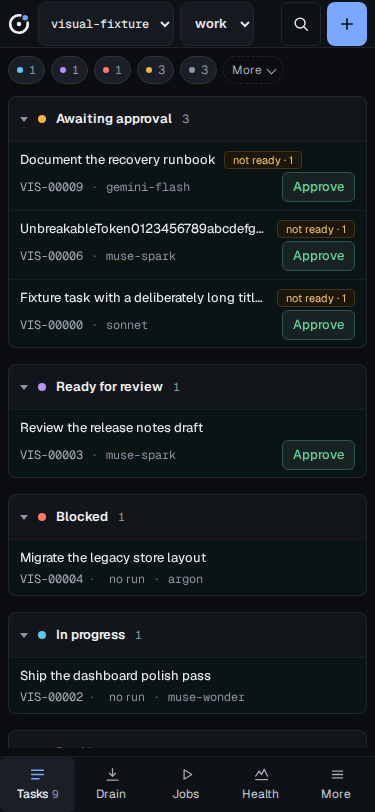 visual-fixture work
1 1 1 3 3 More
Awaiting approval 3
Document the recovery runbook not ready · 1
VIS-00009 · gemini-flash Approve
UnbreakableToken0123456789abcdefg… not ready · 1
VIS-00006 · muse-spark Approve
Fixture task with a deliberately long titl… not ready · 1
VIS-00000 · sonnet Approve
Ready for review 1
Review the release notes draft
VIS-00003 · muse-spark Approve
Blocked 1
Migrate the legacy store layout
VIS-00004 · no run · argon
In progress 1
Ship the dashboard polish pass
VIS-00002 · no run · muse-wonder
Tasks 9 Drain Jobs Health More